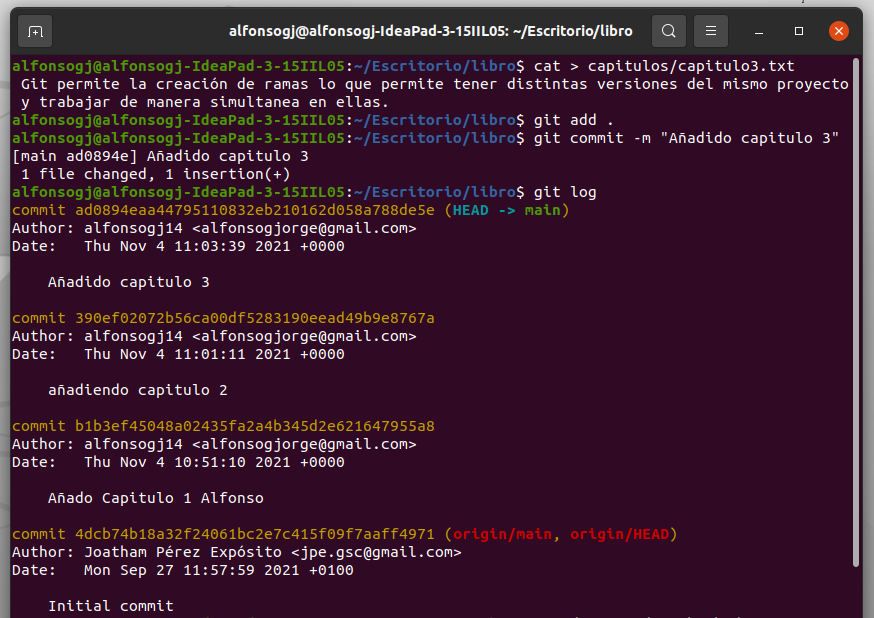 alfonsogj@alfonsogj-IdeaPad-3-15IIL05: ~/Escritorio/libro
alfonsogj@alfonsogj-IdeaPad-3-15IIL05:~/Escritorio/libro$ cat > capitulos/capitulo3.txt
Git permite la creación de ramas lo que permite tener distintas versiones del mismo proyecto
y trabajar de manera simultanea en ellas.
alfonsogj@alfonsogj-IdeaPad-3-15IIL05:~/Escritorio/libro$ git add .
alfonsogj@alfonsogj-IdeaPad-3-15IIL05:~/Escritorio/libro$ git commit -m "Añadido capitulo 3"
[main ad0894e] Añadido capitulo 3
1 file changed, 1 insertion(+)
alfonsogj@alfonsogj-IdeaPad-3-15IIL05:~/Escritorio/libro$ git log
commit ad0894eaa44795110832eb210162d058a788de5e (HEAD -> main)
Author: alfonsogj14 <alfonsogjorge@gmail.com>
Date:   Thu Nov 4 11:03:39 2021 +0000
Añadido capitulo 3
commit 390ef02072b56ca00df5283190eead49b9e8767a
Author: alfonsogj14 <alfonsogjorge@gmail.com>
Date:   Thu Nov 4 11:01:11 2021 +0000
añadiendo capitulo 2
commit b1b3ef45048a02435fa2a4b345d2e621647955a8
Author: alfonsogj14 <alfonsogjorge@gmail.com>
Date:   Thu Nov 4 10:51:10 2021 +0000
Añado Capitulo 1 Alfonso
commit 4dcb74b18a32f24061bc2e7c415f09f7aaff4971 (origin/main, origin/HEAD)
Author: Joatham Pérez Expósito <jpe.gsc@gmail.com>
Date:   Mon Sep 27 11:57:59 2021 +0100
Initial commit